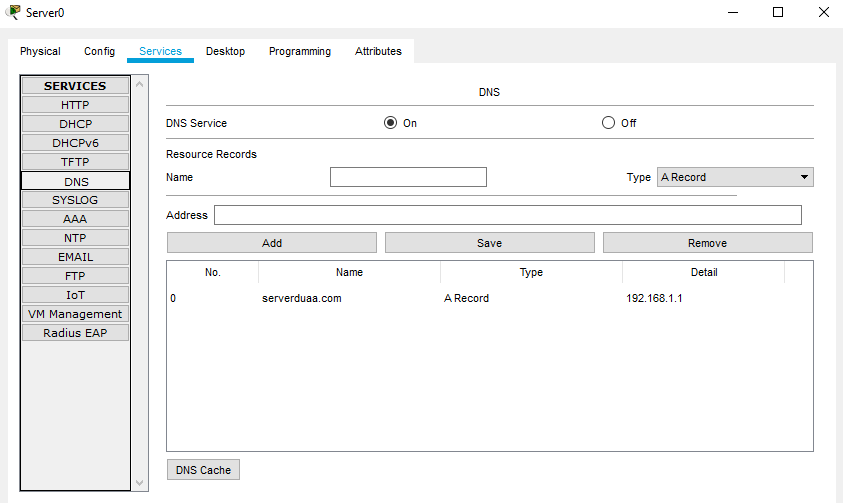 Server0
Physical Config Services Desktop Programming Attributes
SERVICES
HTTP
DHCP
DHCPv6
TFTP
DNS
SYSLOG
AAA
NTP
EMAIL
FTP
IoT
VM Management
Radius EAP
DNS
DNS Service On Off
Resource Records
Name Type A Record
Address
Add Save Remove
No. Name Type Detail
0 serverduaa.com A Record 192.168.1.1
DNS Cache